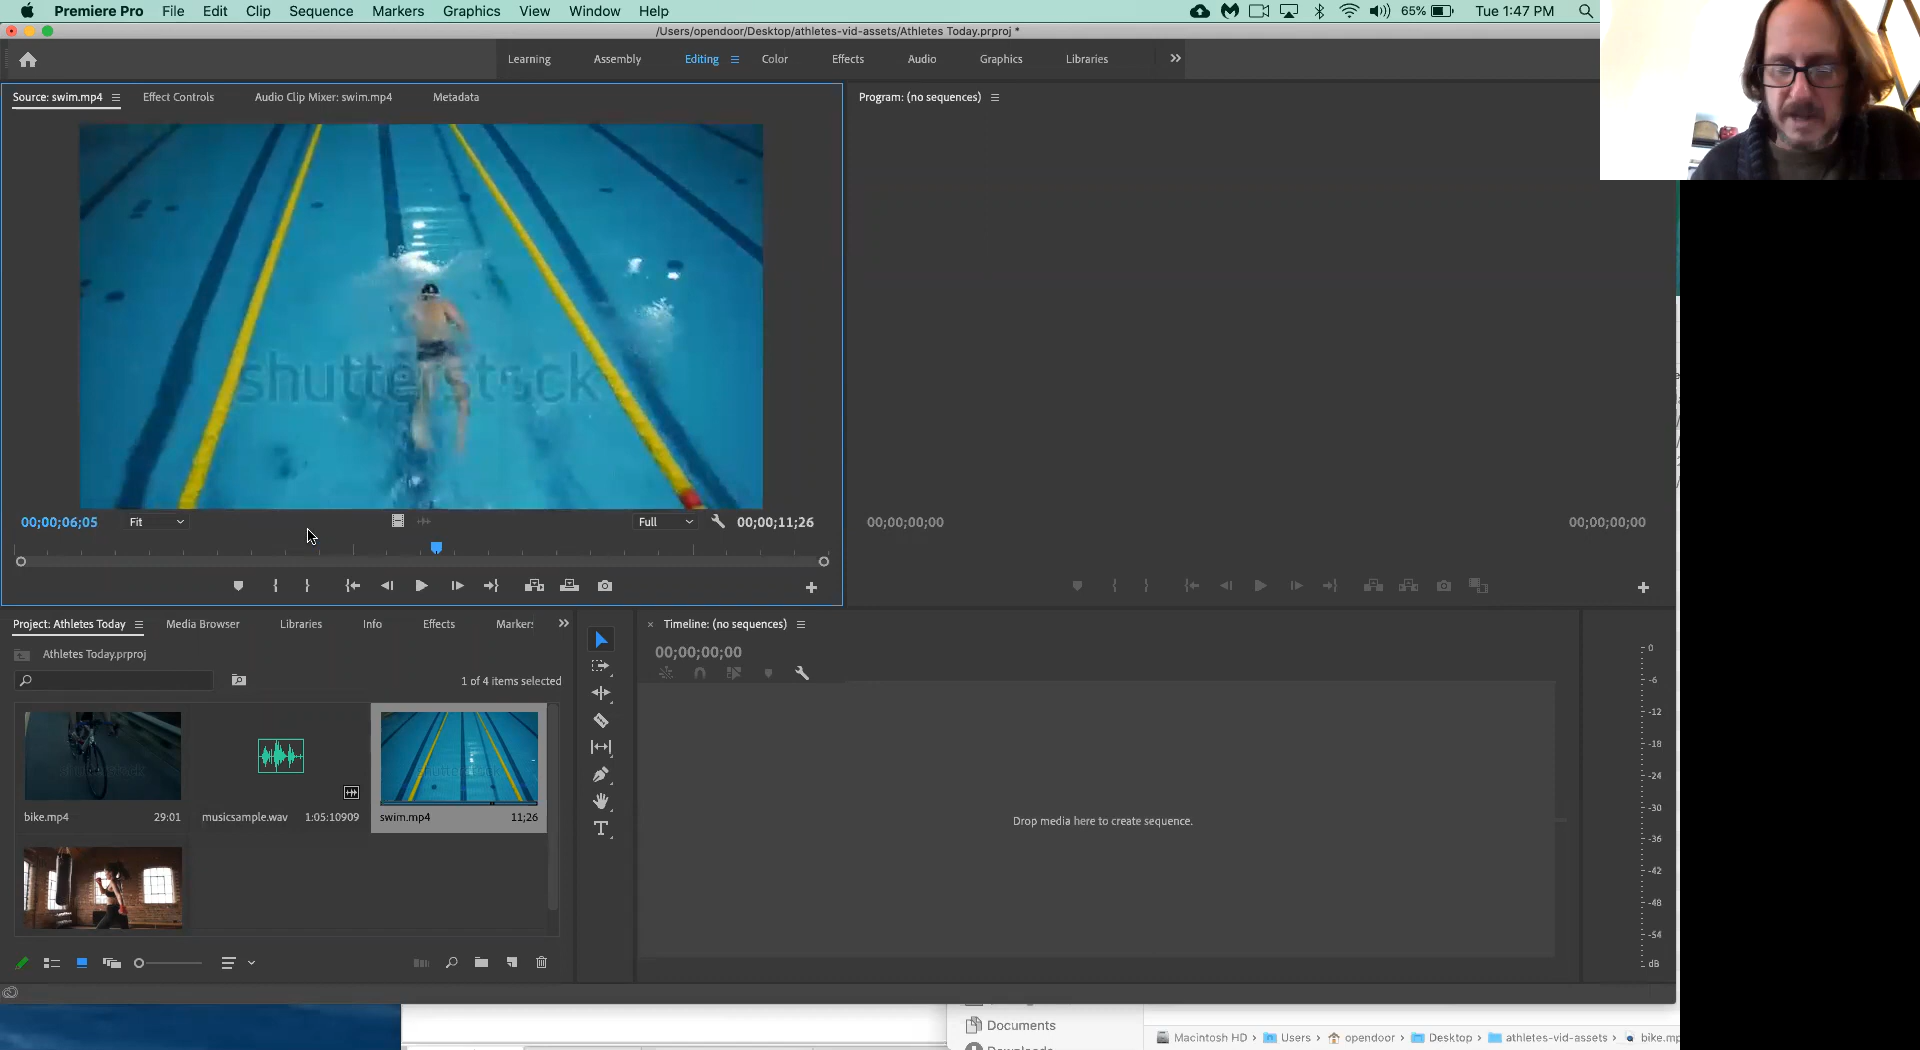 Premiere Pro File Edit Clip Sequence Markers Graphics View Window Help 65% Tue 1:47 PM
/Users/opendoor/Desktop/athletes-vid-assets/Athletes Today.prproj *
Learning Assembly Editing Color Effects Audio Graphics Libraries
Source: swim.mp4 Effect Controls Audio Clip Mixer: swim.mp4 Metadata
Program: (no sequences)
shutterstock
00;00;06;05 Fit Full 00;00;11;26
00;00;00;00 00;00;00;00
Project: Athletes Today Media Browser Libraries Info Effects Markers
Athletes Today.prproj
1 of 4 items selected
bike.mp4 29:01
musicsample.wav 1:05:10909
shutterstock
swim.mp4 11;26
Timeline: (no sequences)
00;00;00;00
Drop media here to create sequence.
0
-6
-12
-18
-24
-30
-36
-42
-48
-54
dB
Documents
Macintosh HD › Users › opendoor › Desktop › athletes-vid-assets › bike.mp